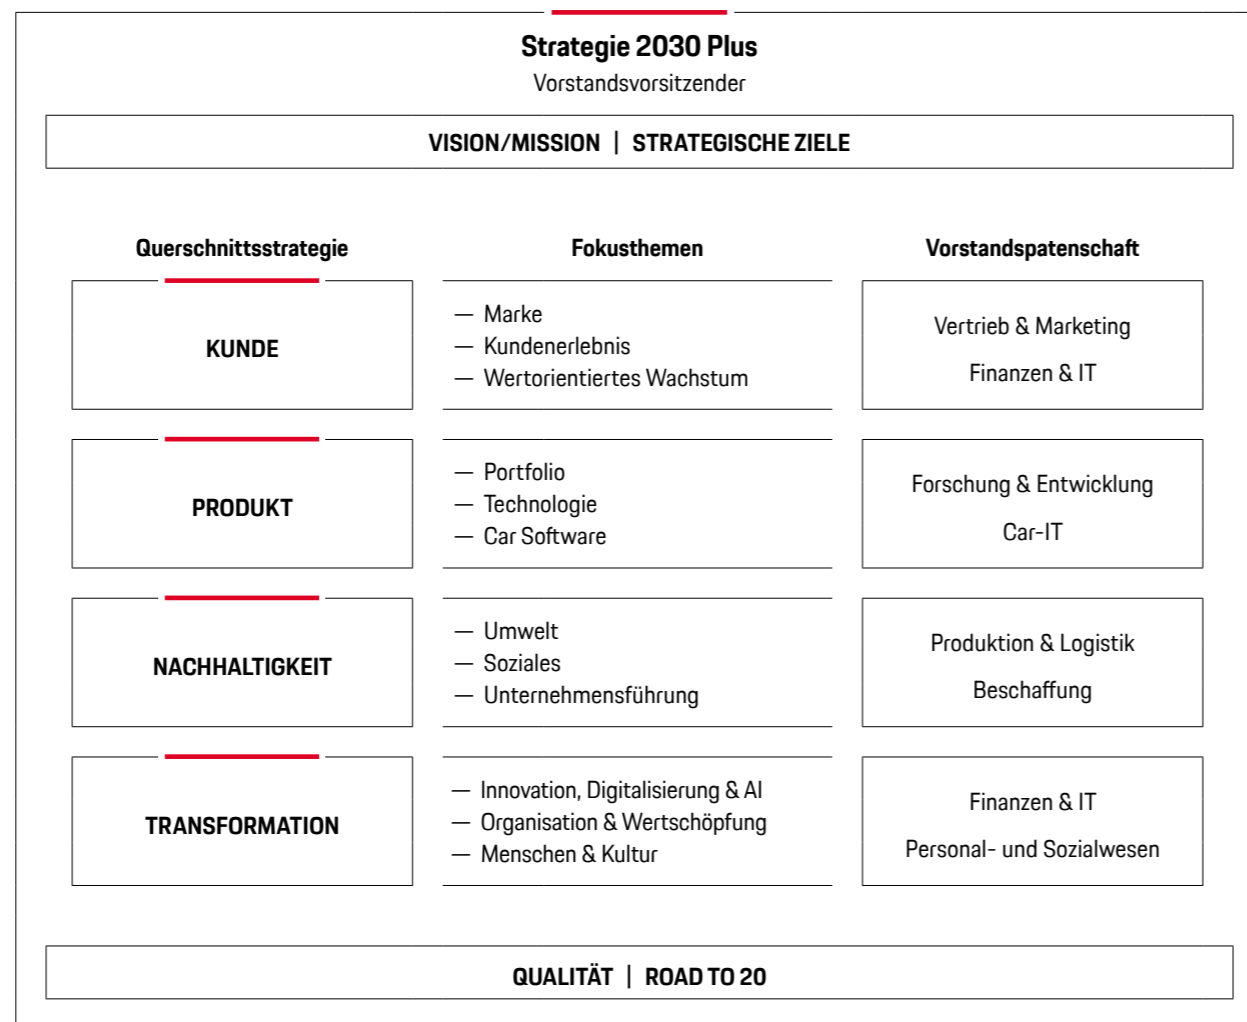 Strategie 2030 Plus
Vorstandsvorsitzender
VISION/MISSION | STRATEGISCHE ZIELE
Querschnittsstrategie
Fokusthemen
Vorstandspatenschaft
KUNDE
— Marke
— Kundenerlebnis
— Wertorientiertes Wachstum
Vertrieb & Marketing
Finanzen & IT
PRODUKT
— Portfolio
— Technologie
— Car Software
Forschung & Entwicklung
Car-IT
NACHHALTIGKEIT
— Umwelt
— Soziales
— Unternehmensführung
Produktion & Logistik
Beschaffung
TRANSFORMATION
— Innovation, Digitalisierung & AI
— Organisation & Wertschöpfung
— Menschen & Kultur
Finanzen & IT
Personal- und Sozialwesen
QUALITÄT | ROAD TO 20